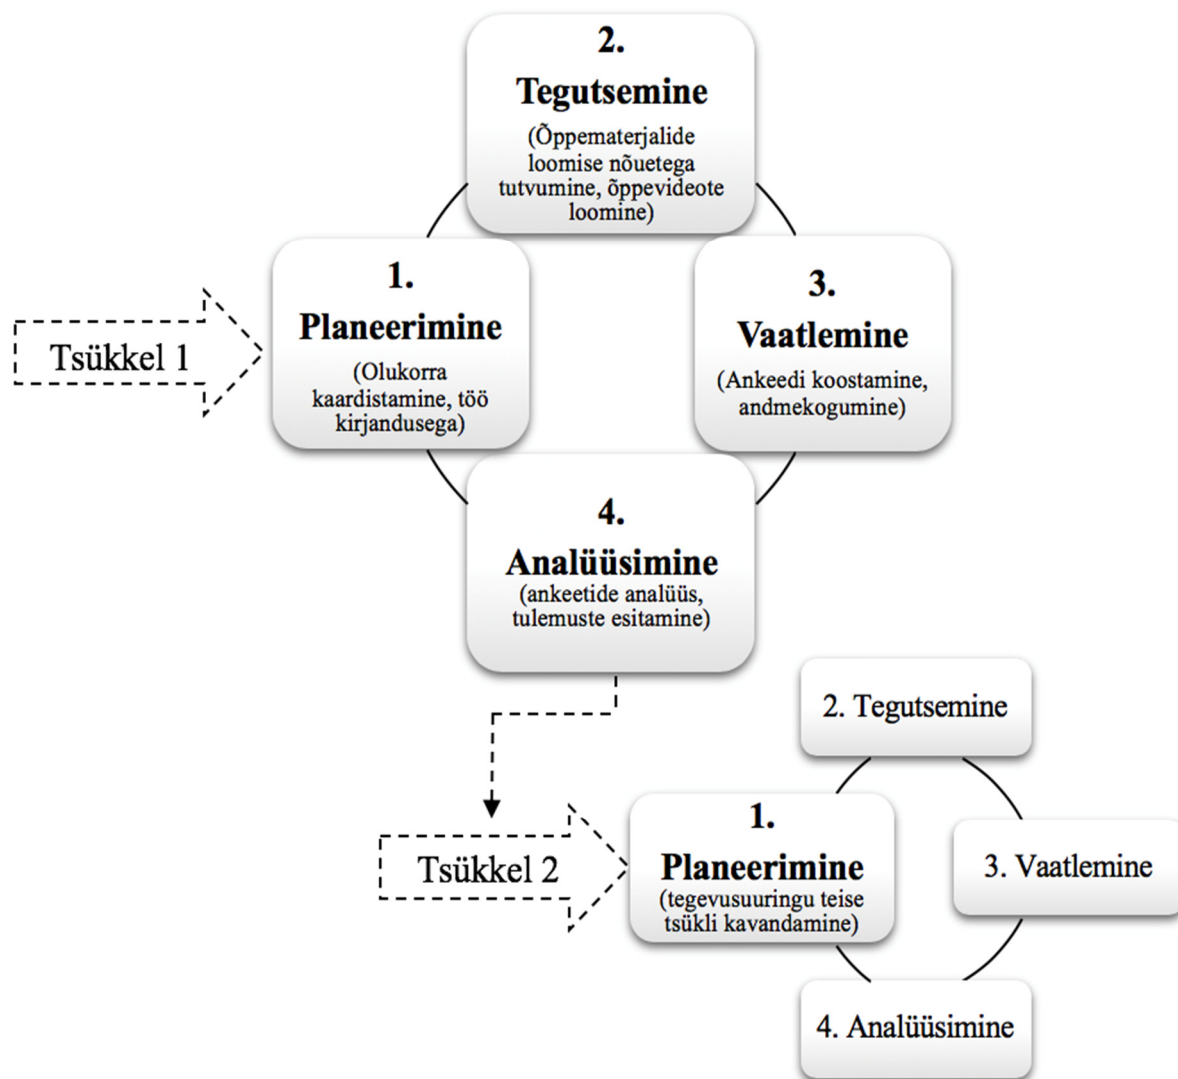 2.
Tegutsemine
(Õppematerjalide
loomise nõuetega
tutvumine, õppevideote
loomine)
Tsükkel 1
1.
Planeerimine
(Olukorra
kaardistamine, töö
kirjandusega)
3.
Vaatlemine
(Ankeedi koostamine,
andmekogumine)
4.
Analüüsimine
(ankeetide analüüs,
tulemuste esitamine)
Tsükkel 2
1.
Planeerimine
(tegevusuuringu teise
tsükli kavandamine)
2. Tegutsemine
3. Vaatlemine
4. Analüüsimine